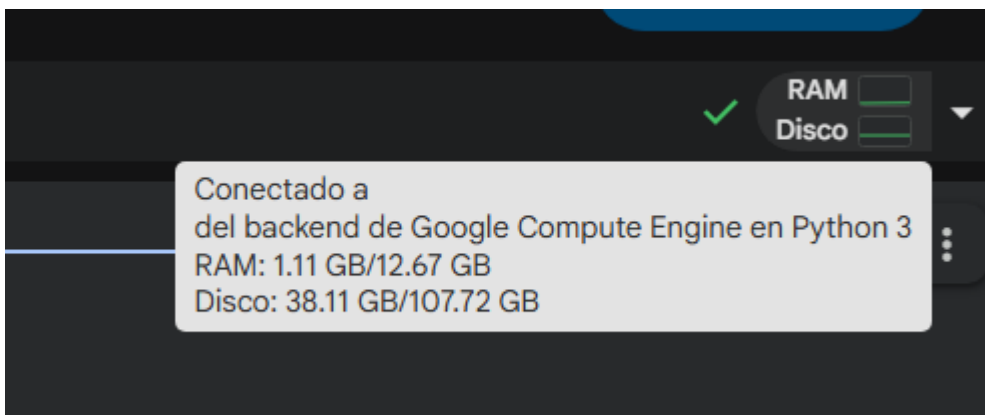 RAM
Disco
Conectado a
del backend de Google Compute Engine en Python 3
RAM: 1.11 GB/12.67 GB
Disco: 38.11 GB/107.72 GB